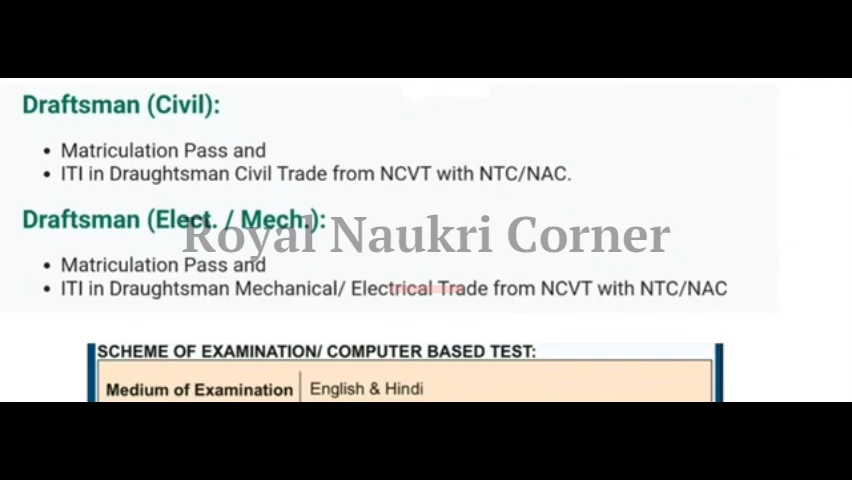 Draftsman (Civil):
• Matriculation Pass and
• ITI in Draughtsman Civil Trade from NCVT with NTC/NAC.
Draftsman (Elect. / Mech.):
Royal Naukri Corner
• Matriculation Pass and
• ITI in Draughtsman Mechanical/ Electrical Trade from NCVT with NTC/NAC
SCHEME OF EXAMINATION/ COMPUTER BASED TEST:
Medium of Examination English & Hindi